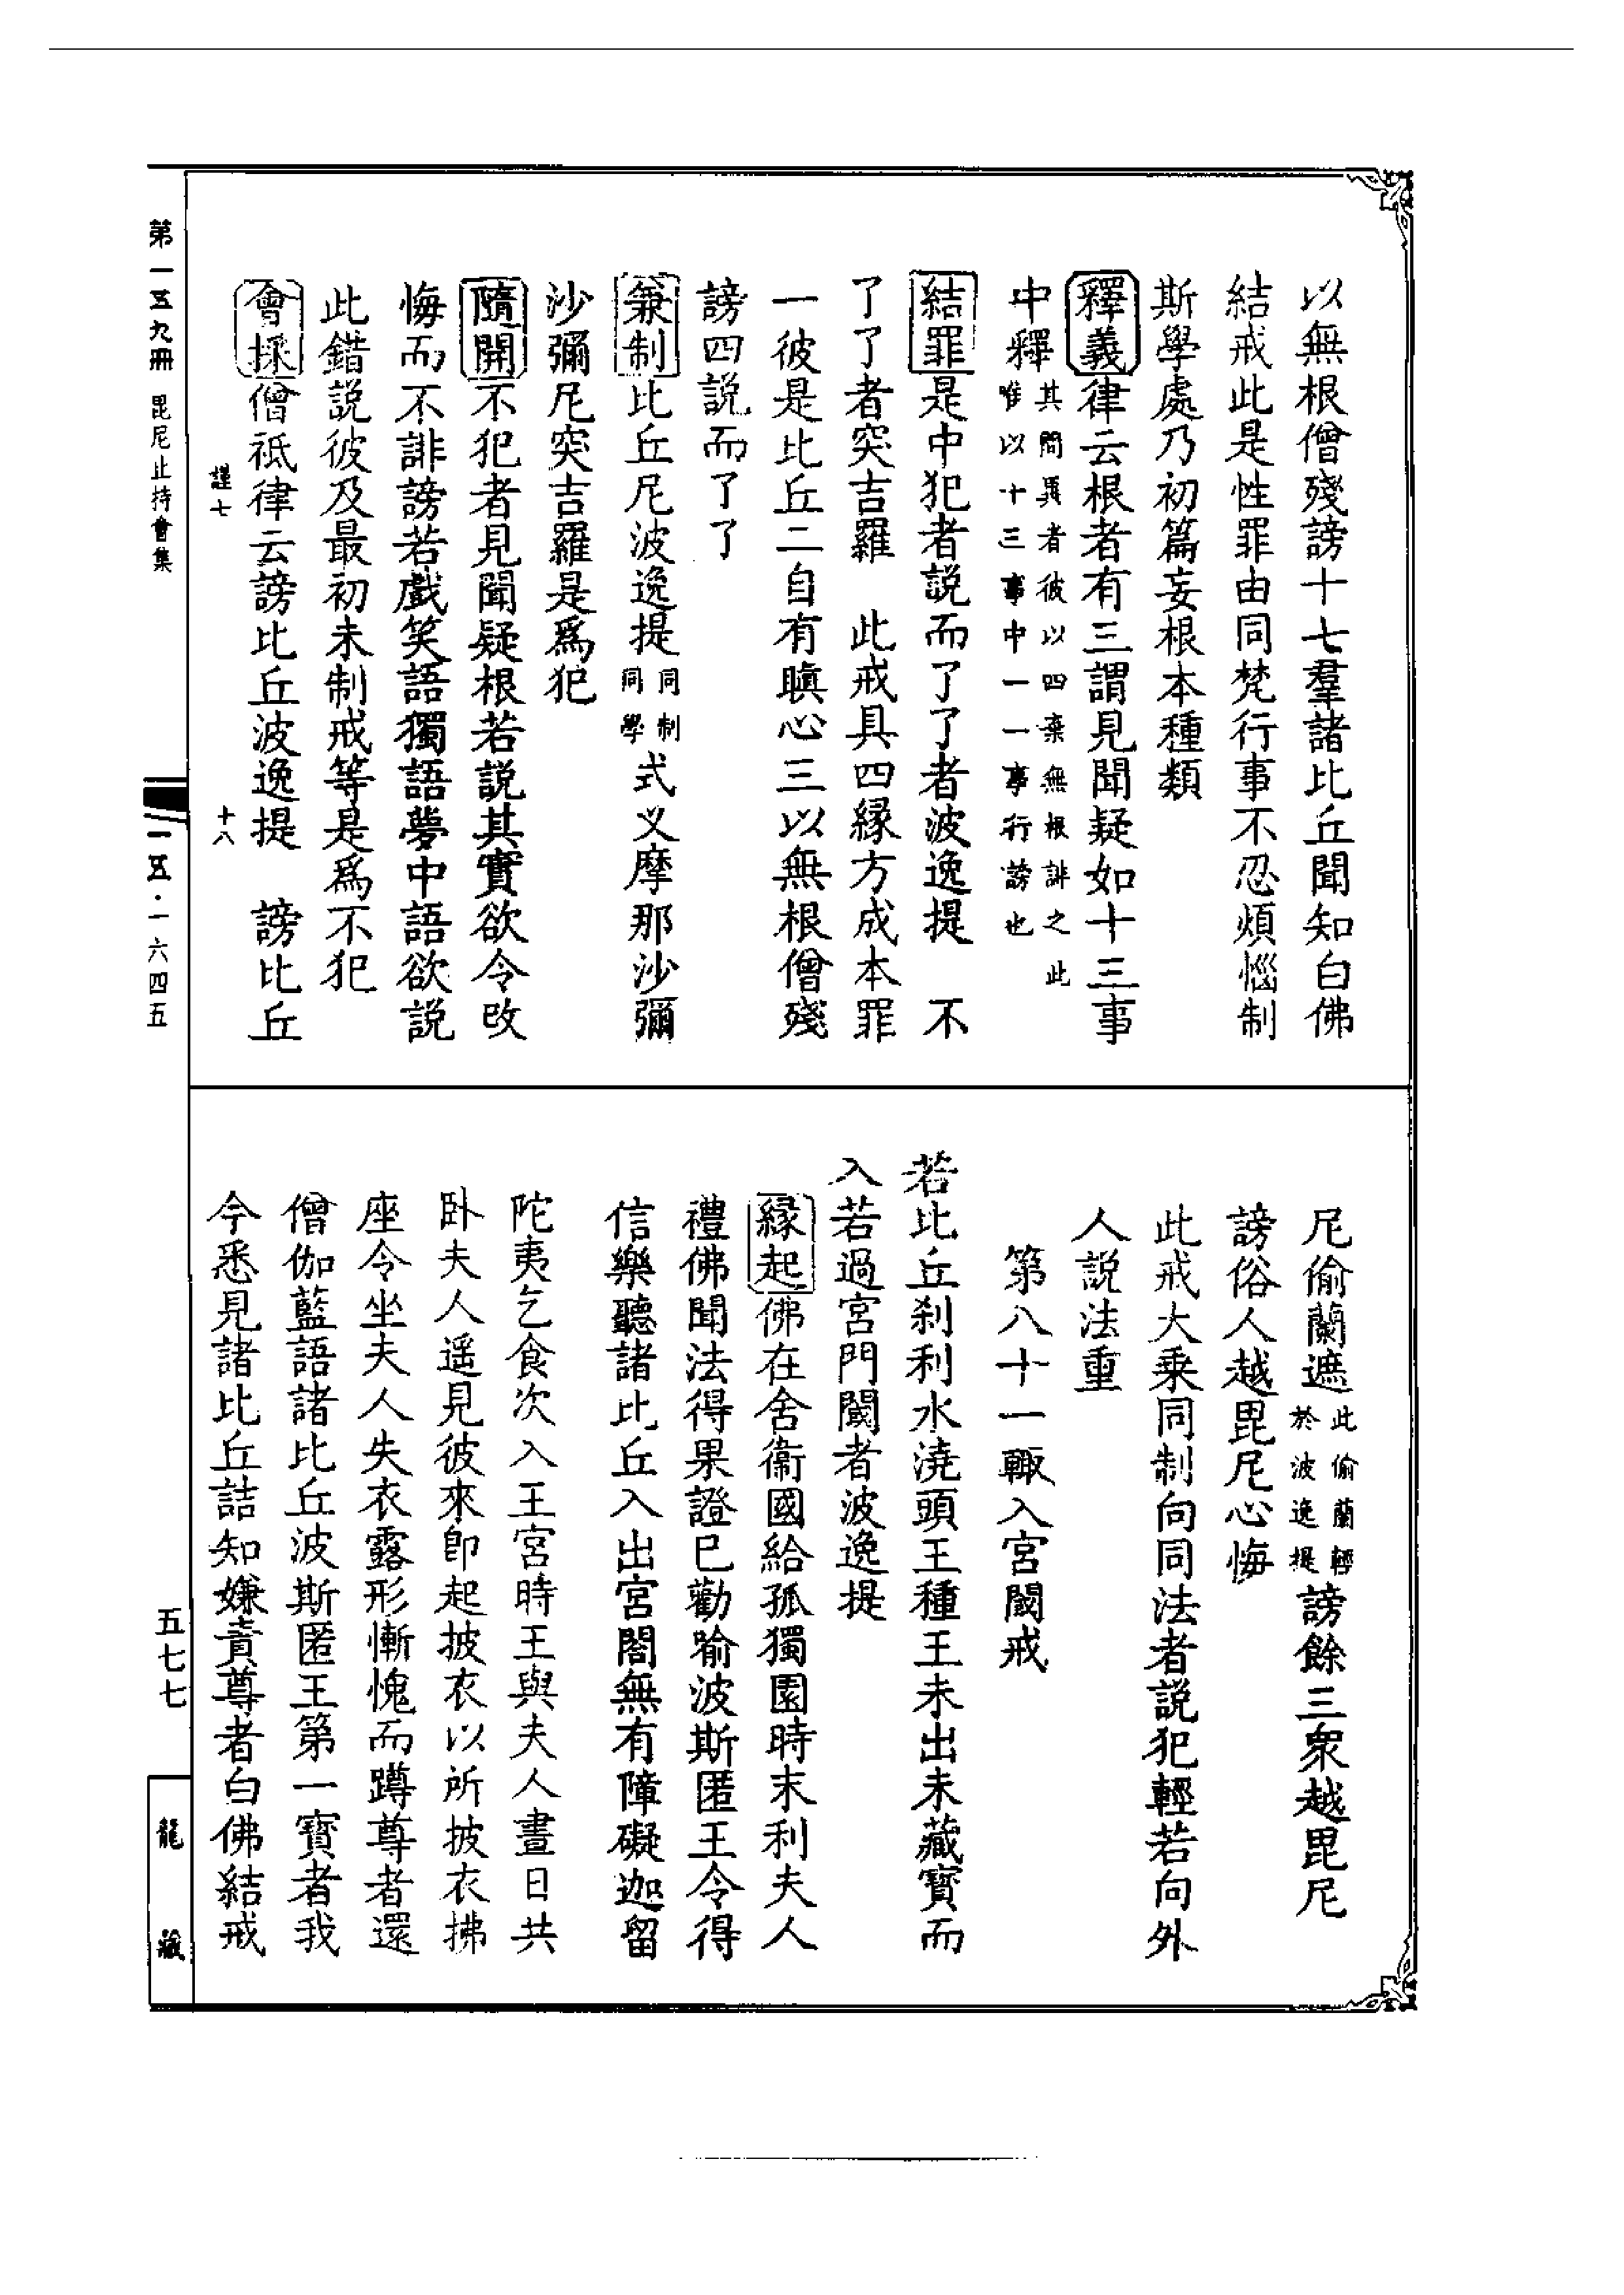 以無根僧殘謗十七羣諸比丘聞知白佛
結戒此是性罪由同梵行事不忍煩惱制
斯學處乃初篇妄根本種類
釋義律云根者有三謂見聞疑如十三事
中釋其間異者彼以四棄無根誹之此
唯以十三事中一一事行謗也
結罪是中犯者説而了了者波逸提　不
了了者突吉羅　此戒具四緣方成本罪
一彼是比丘二自有瞋心三以無根僧殘
謗四説而了了
兼制比丘尼波逸提同制同學式叉摩那沙彌
沙彌尼突吉羅是爲犯
隨開不犯者見聞疑根若説其實欲令改
悔而不誹謗若戲笑語獨語夢中語欲説
此錯説彼及最初未制戒等是爲不犯
會採僧祇律云謗比丘波逸提　謗比丘
謹七　十八
尼偷蘭遮此偷蘭輕於波逸提謗餘三衆越毘尼
謗俗人越毘尼心悔
此戒大乘同制向同法者説犯輕若向外
人説法重
第八十一輙入宮閾戒
若比丘刹利水澆頭王種王未出未藏寶而
入若過宮門閾者波逸提
緣起佛在舍衞國給孤獨園時末利夫人
禮佛聞法得果證已勸喻波斯匿王令得
信樂聽諸比丘入出宮閤無有障礙迦留
陀夷乞食次入王宮時王與夫人晝日共
卧夫人遥見彼來卽起披衣以所披衣拂
座令坐夫人失衣露形慚愧而蹲尊者還
僧伽藍語諸比丘波斯匿王第一寶者我
今悉見諸比丘詰知嫌責尊者白佛結戒
第一五九冊　毘尼止持會集
一五·一六四五
五七七
龍藏